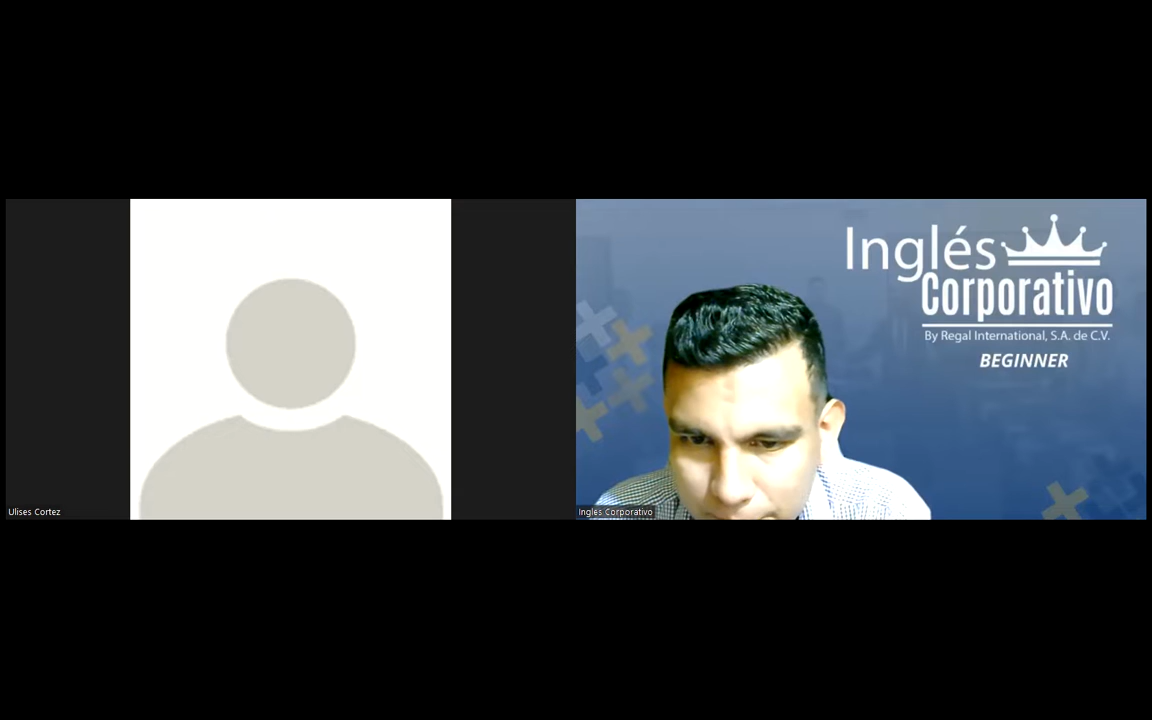 Inglés
Corporativo
By Regal International, S.A. de C.V.
BEGINNER
Ulises Cortez
Inglés Corporativo